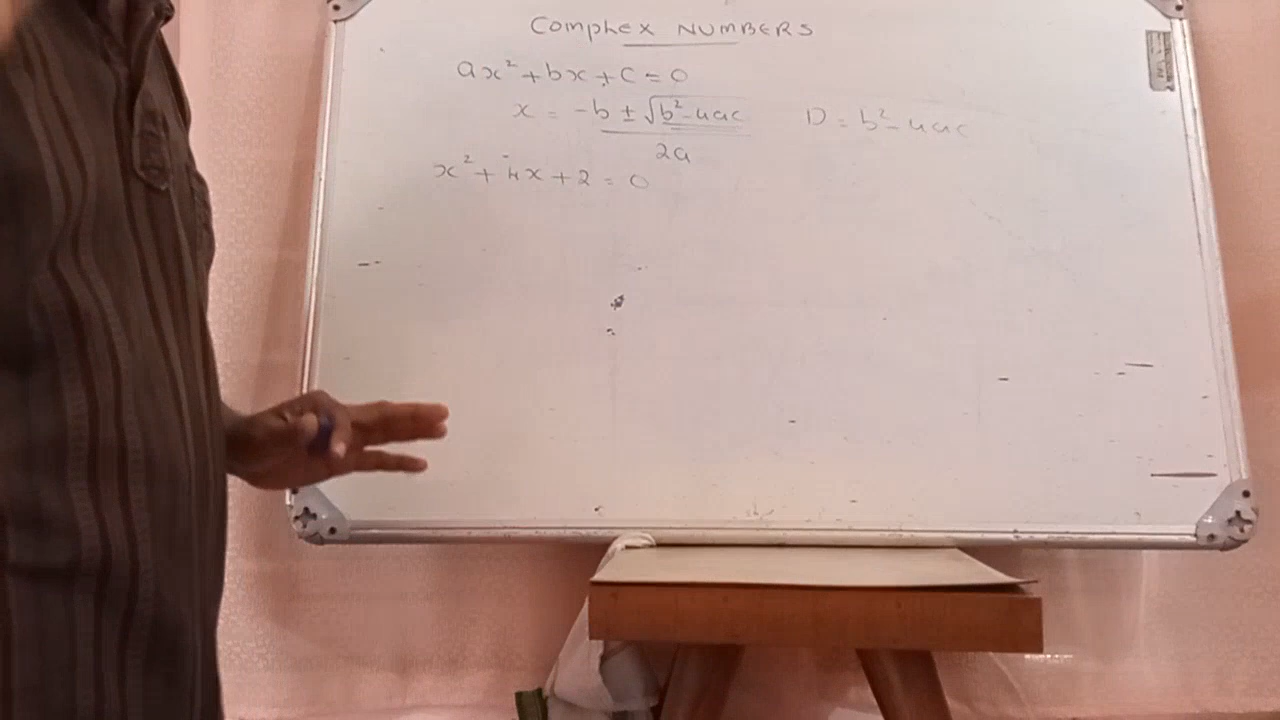 COMPLEX NUMBERS
ax² + bx + c = 0
x = -b ± √b² - 4ac / 2a D = b² - 4ac
x² + 4x + 2 = 0